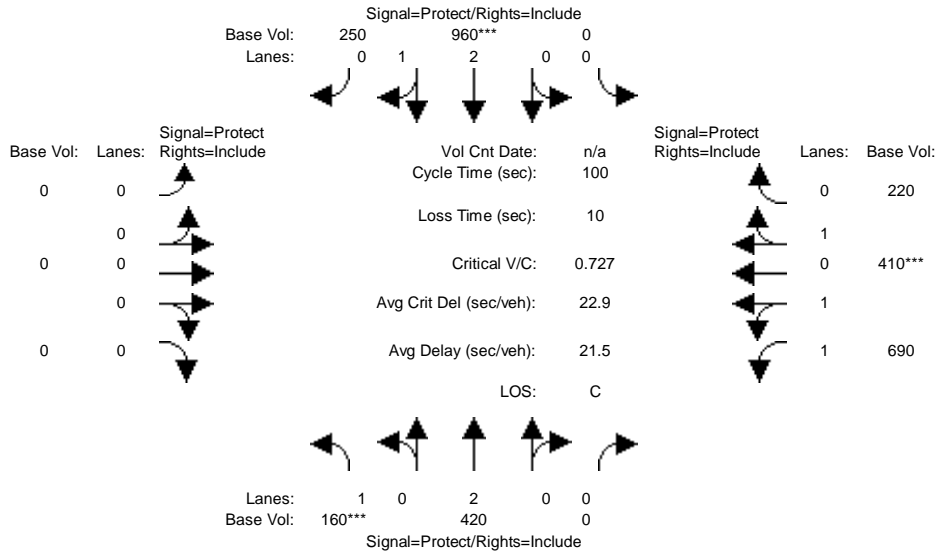 Signal=Protect/Rights=Include
Base Vol: 250 960*** 0
Lanes: 0 1 2 0 0
Signal=Protect
Base Vol: Lanes: Rights=Include
Vol Cnt Date: n/a
Signal=Protect
Rights=Include Lanes: Base Vol:
Cycle Time (sec): 100
0 0
0 220
Loss Time (sec): 10
0
1
0 0
Critical V/C: 0.727
0 410***
0
Avg Crit Del (sec/veh): 22.9
1
0 0
Avg Delay (sec/veh): 21.5
1 690
LOS: C
Lanes: 1 0 2 0 0
Base Vol: 160*** 420 0
Signal=Protect/Rights=Include